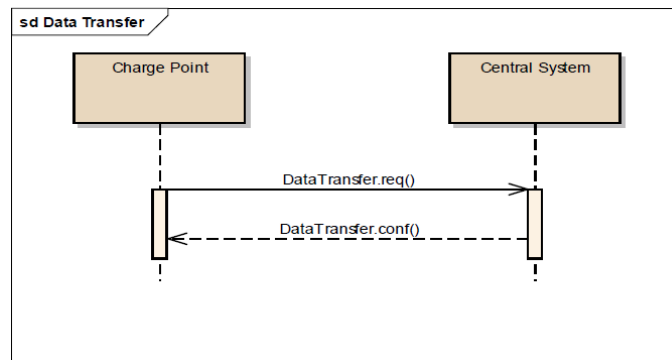 sd Data Transfer
Charge Point
Central System
DataTransfer.req()
DataTransfer.conf()